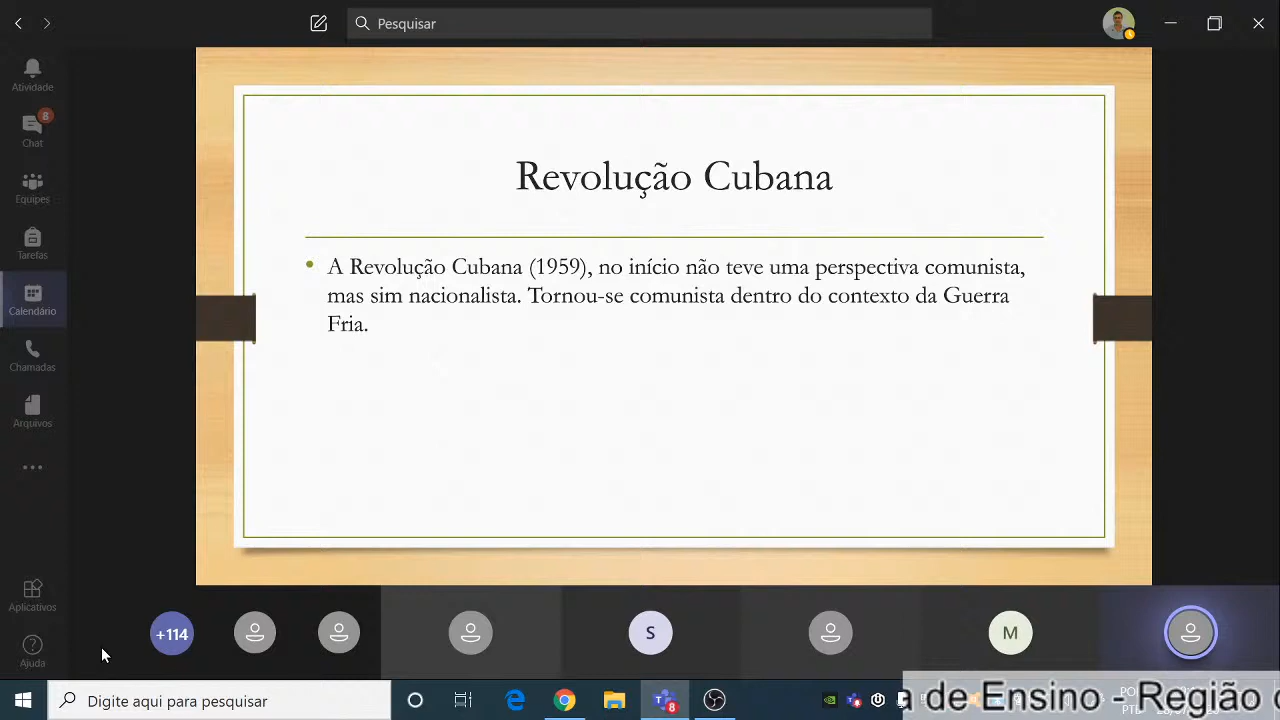 Pesquisar
Atividade
8
Chat
Equipes
Tarefas
Calendário
Chamadas
Arquivos
Aplicativos
Ajuda
Revolução Cubana
A Revolução Cubana (1959), no início não teve uma perspectiva comunista,
mas sim nacionalista. Tornou-se comunista dentro do contexto da Guerra
Fria.
+114
S
M
Digite aqui para pesquisar
8
de Ensino - Região